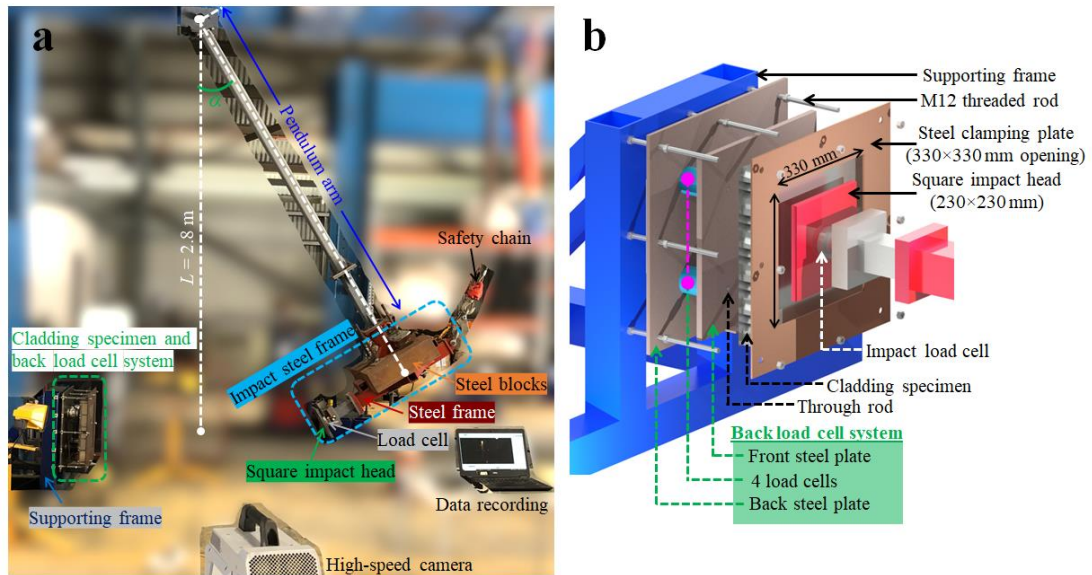 a
α
Pendulum arm
L = 2.8 m
Safety chain
Cladding specimen and
back load cell system
Impact steel frame
Steel blocks
Steel frame
Load cell
Square impact head
Data recording
Supporting frame
High-speed camera
b
Supporting frame
M12 threaded rod
Steel clamping plate
(330×330 mm opening)
Square impact head
(230×230 mm)
330 mm
Impact load cell
Cladding specimen
Through rod
Back load cell system
Front steel plate
4 load cells
Back steel plate